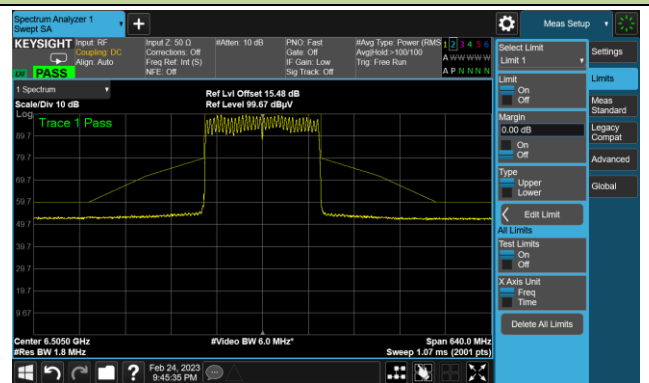 Spectrum Analyzer 1
Swept SA
+
Meas Setup
KEYSIGHT
Input: RF
Coupling: DC
Align: Auto
Input Z: 50 Ω
Corrections: Off
Freq Ref: Int (S)
NFE: Off
#Atten: 10 dB
PNO: Fast
Gate: Off
IF Gain: Low
Sig Track: Off
#Avg Type: Power (RMS
Avg|Hold:>100/100
Trig: Free Run
1 2 3 4 5 6
A W W W W W
A P N N N N
PASS
1 Spectrum
Scale/Div 10 dB
Ref Lvl Offset 15.48 dB
Ref Level 99.67 dBµV
Log
Trace 1 Pass
89.7
79.7
69.7
59.7
49.7
39.7
29.7
19.7
9.67
Center 6.5050 GHz
#Res BW 1.8 MHz
#Video BW 6.0 MHz*
Span 640.0 MHz
Sweep 1.07 ms (2001 pts)
Select Limit
Limit 1
Limit
On
Off
Margin
0.00 dB
On
Off
Type
Upper
Lower
Edit Limit
All Limits
Test Limits
On
Off
X Axis Unit
Freq
Time
Delete All Limits
Settings
Limits
Meas
Standard
Legacy
Compat
Advanced
Global
?
Feb 24, 2023
9:45:35 PM